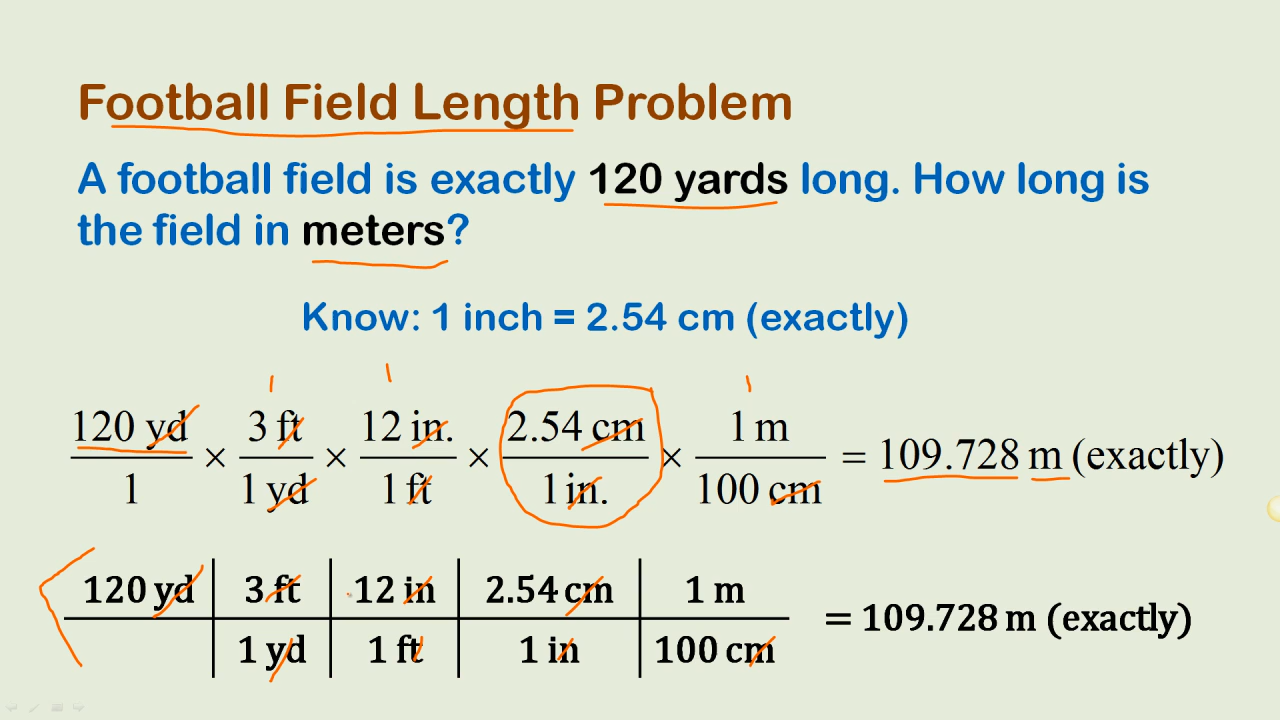 Football Field Length Problem
A football field is exactly 120 yards long. How long is
the field in meters?
Know: 1 inch = 2.54 cm (exactly)
120 yd / 1 × 3 ft / 1 yd × 12 in. / 1 ft × 2.54 cm / 1 in. × 1 m / 100 cm = 109.728 m (exactly)
120 yd | 3 ft | 12 in | 2.54 cm | 1 m
1 yd | 1 ft | 1 in | 100 cm
= 109.728 m (exactly)